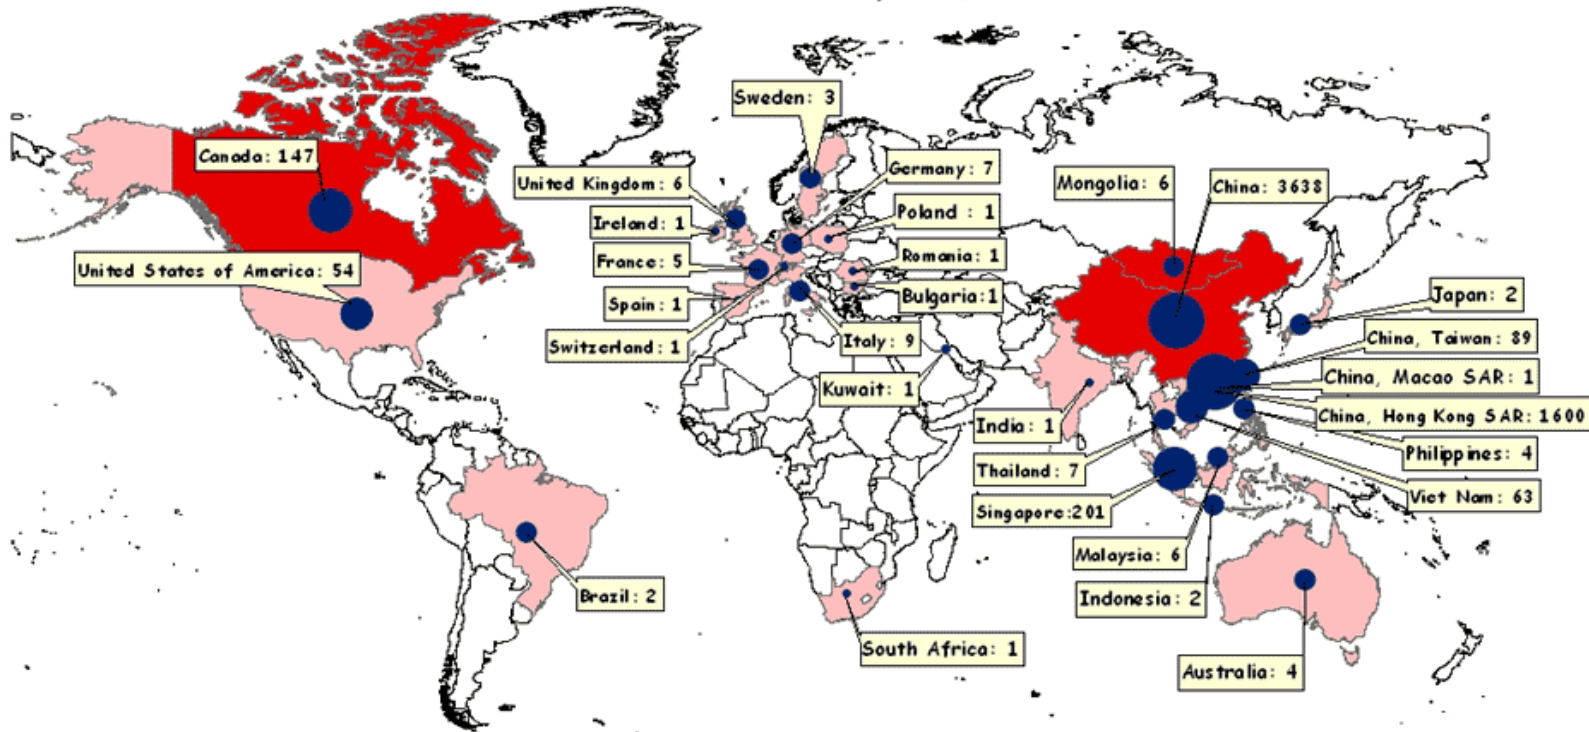 Sweden: 3
Canada: 147
Germany: 7
United Kingdom: 6
Mongolia: 6
China: 3638
Ireland: 1
Poland : 1
United States of America: 54
France: 5
Romania: 1
Spain: 1
Bulgaria:1
Japan: 2
Switzerland: 1
Italy: 9
China, Taiwan: 89
Kuwait: 1
China, Macao SAR: 1
India: 1
China, Hong Kong SAR: 1600
Thailand: 7
Philippines: 4
Singapore:201
Viet Nam: 63
Malaysia: 6
Brazil: 2
Indonesia: 2
South Africa: 1
Australia: 4